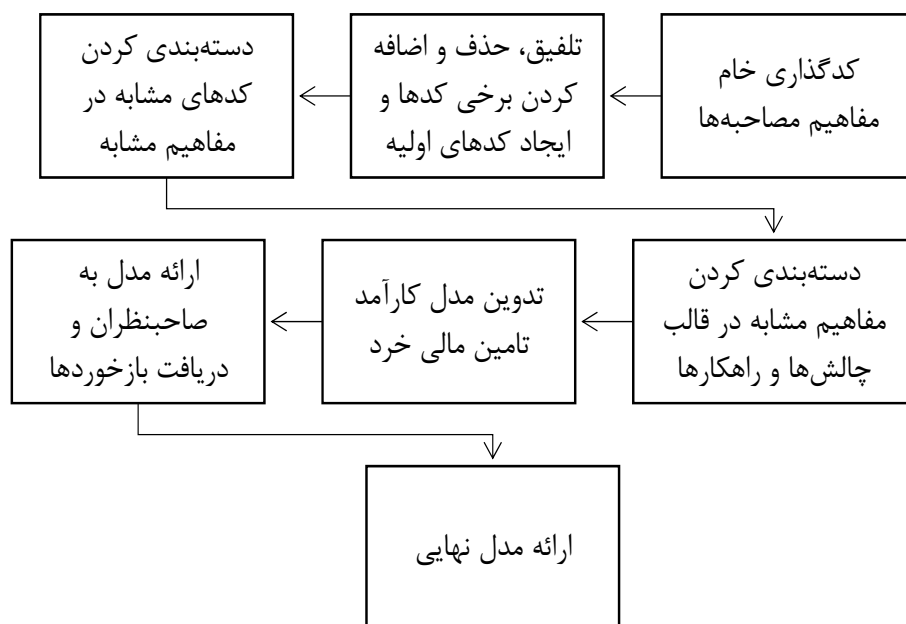 کدگذاری خام
مفاهیم مصاحبه‌ها
تلفیق، حذف و اضافه
کردن برخی کدها و
ایجاد کدهای اولیه
دسته‌بندی کردن
کدهای مشابه در
مفاهیم مشابه
دسته‌بندی کردن
مفاهیم مشابه در قالب
چالش‌ها و راهکارها
تدوین مدل کارآمد
تامین مالی خرد
ارائه مدل به
صاحبنظران و
دریافت بازخوردها
ارائه مدل نهایی